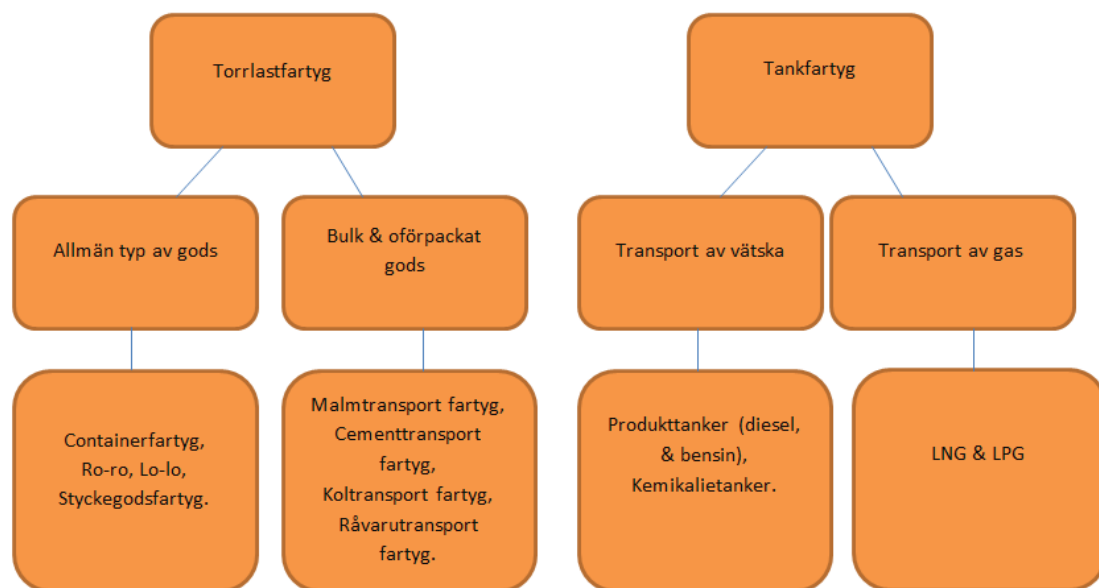 Torrlastfartyg
Tankfartyg
Allmän typ av gods
Bulk & oförpackat
gods
Transport av vätska
Transport av gas
Containerfartyg,
Ro-ro, Lo-lo,
Styckegodsfartyg.
Malmtransport fartyg,
Cementtransport
fartyg,
Koltransport fartyg,
Råvarutransport
fartyg.
Produkttanker (diesel,
& bensin),
Kemikalietanker.
LNG & LPG